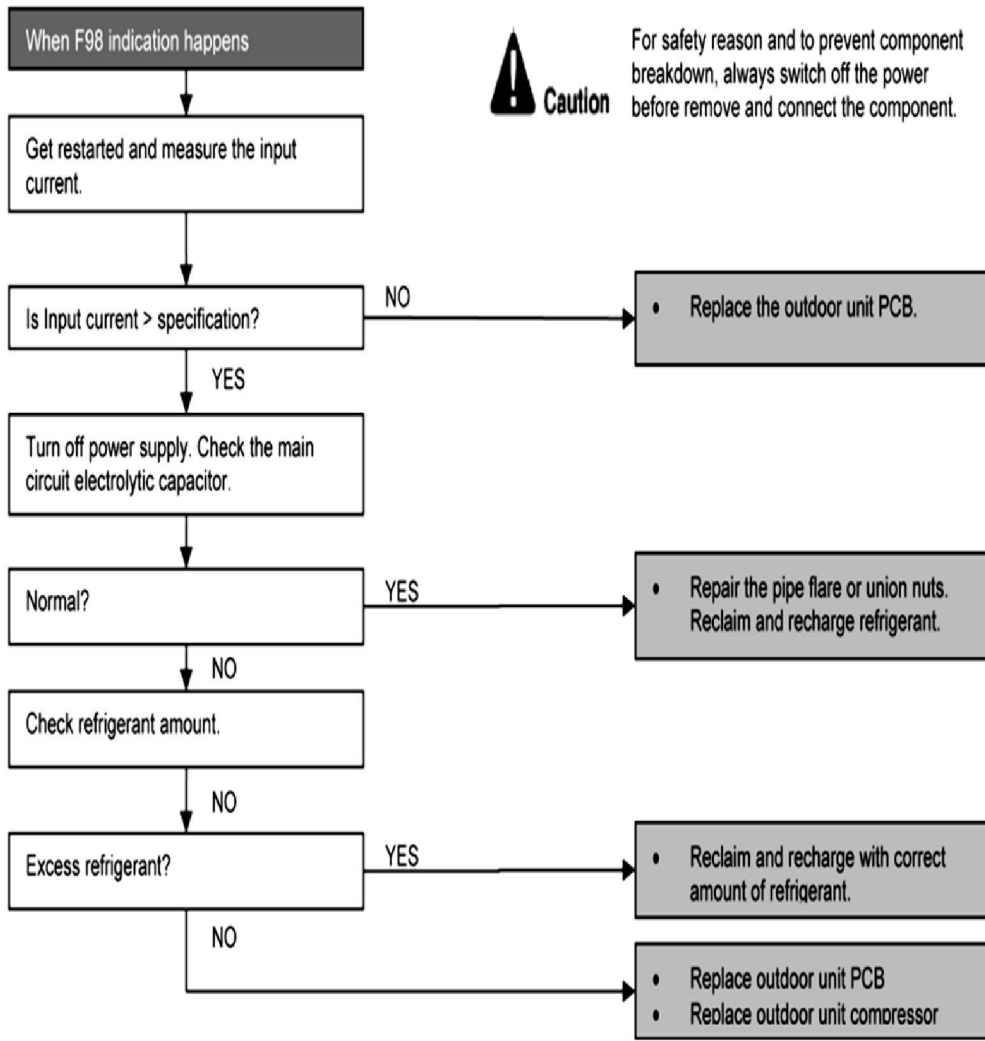 When F98 indication happens
Caution
For safety reason and to prevent component
breakdown, always switch off the power
before remove and connect the component.
Get restarted and measure the input
current.
Is Input current > specification?
NO
• Replace the outdoor unit PCB.
YES
Turn off power supply. Check the main
circuit electrolytic capacitor.
Normal?
YES
• Repair the pipe flare or union nuts.
Reclaim and recharge refrigerant.
NO
Check refrigerant amount.
NO
Excess refrigerant?
YES
• Reclaim and recharge with correct
amount of refrigerant.
NO
• Replace outdoor unit PCB
• Replace outdoor unit compressor